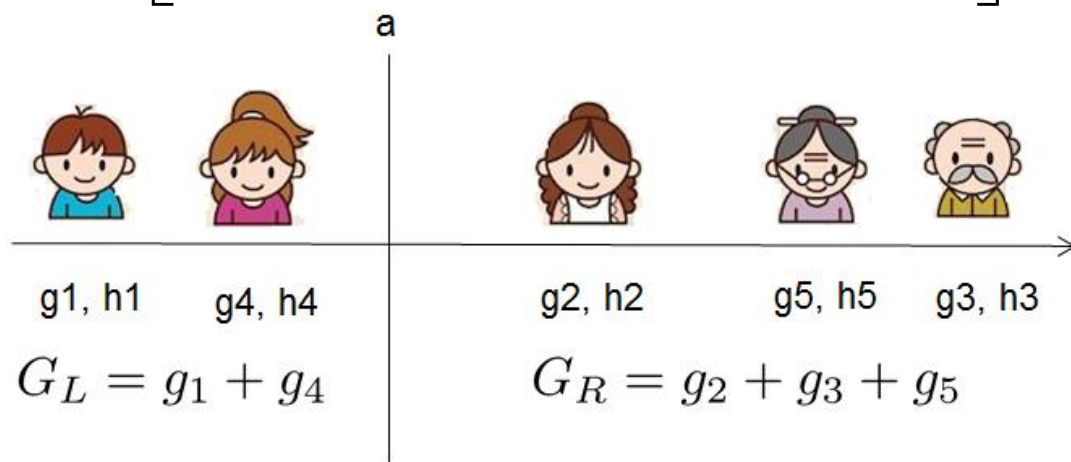 a
g1, h1 g4, h4 g2, h2 g5, h5 g3, h3
G_L = g_1 + g_4 G_R = g_2 + g_3 + g_5